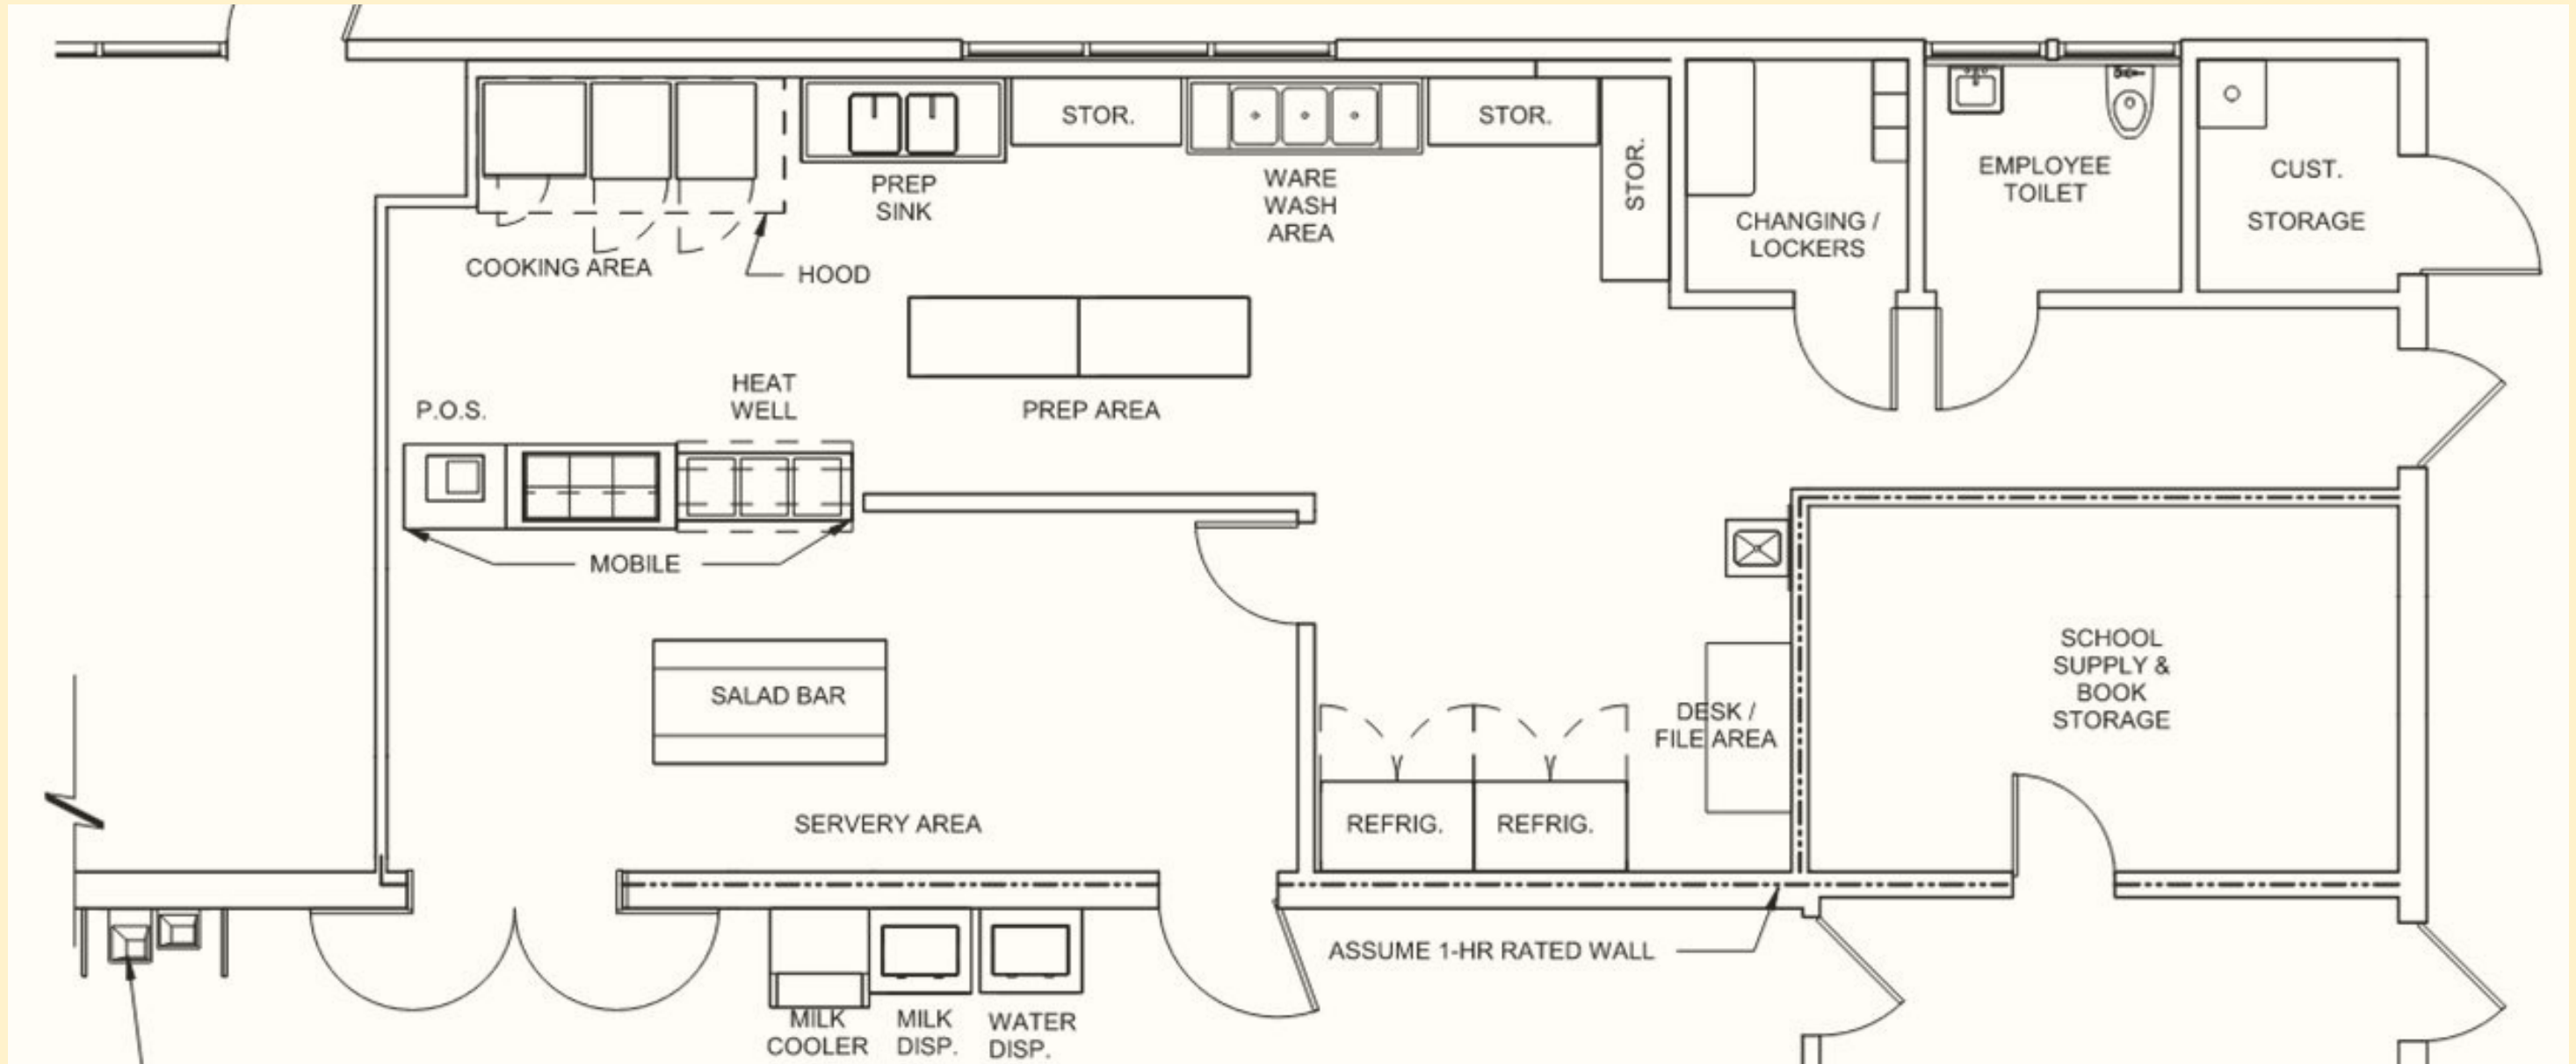 STOR.
STOR.
STOR.
PREP
SINK
WARE
WASH
AREA
EMPLOYEE
TOILET
CUST.
STORAGE
CHANGING /
LOCKERS
COOKING AREA
HOOD
P.O.S.
HEAT
WELL
PREP AREA
MOBILE
SALAD BAR
SERVERY AREA
REFRIG.
REFRIG.
DESK /
FILE AREA
SCHOOL
SUPPLY &
BOOK
STORAGE
ASSUME 1-HR RATED WALL
MILK
COOLER
MILK
DISP.
WATER
DISP.